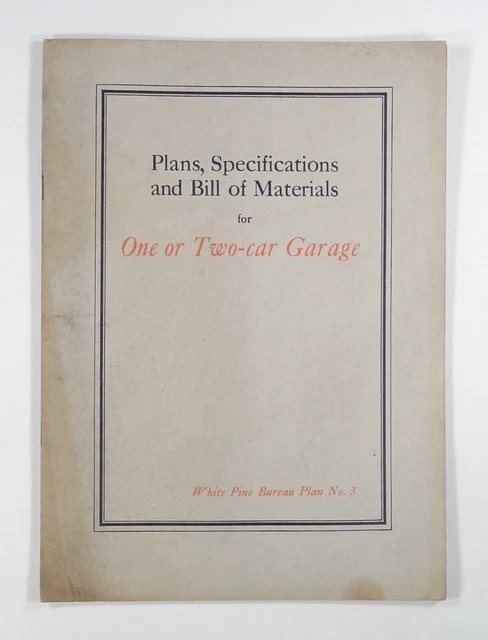 Plans, Specifications
and Bill of Materials
for
One or Two-car Garage
White Pine Bureau Plan No. 3